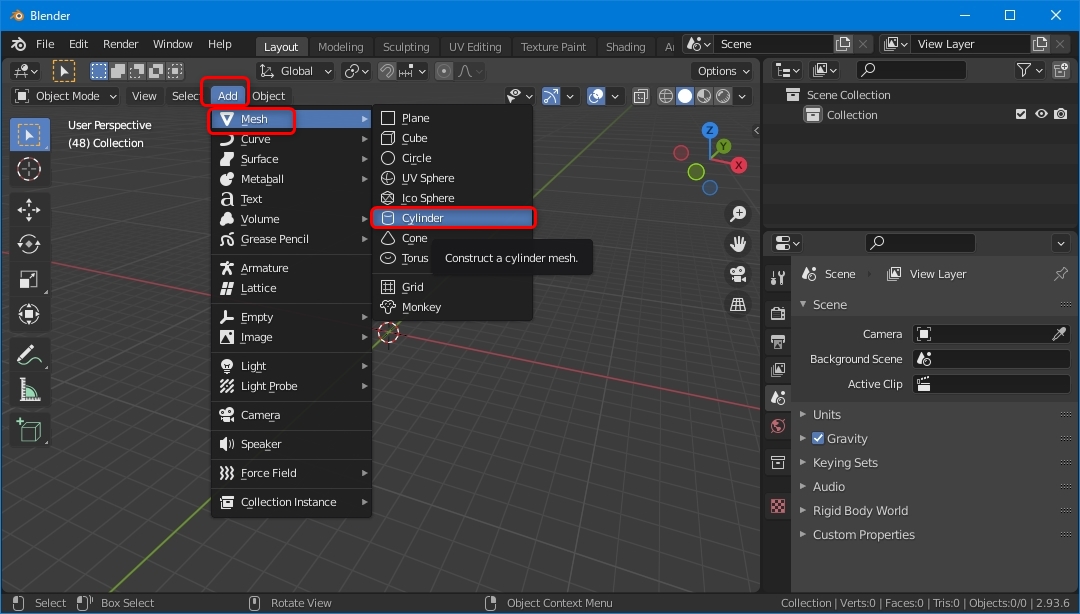 Blender
File Edit Render Window Help Layout Modeling Sculpting UV Editing Texture Paint Shading Scene View Layer
Global Options
Object Mode View Select Add Object
User Perspective
(48) Collection
Mesh
Curve
Surface
Metaball
Text
Volume
Grease Pencil
Armature
Lattice
Empty
Image
Light
Light Probe
Camera
Speaker
Force Field
Collection Instance
Plane
Cube
Circle
UV Sphere
Ico Sphere
Cylinder
Cone
Torus
Construct a cylinder mesh.
Grid
Monkey
Z
Y
X
Scene Collection
Collection
Scene View Layer
Scene
Camera
Background Scene
Active Clip
Units
Gravity
Keying Sets
Audio
Rigid Body World
Custom Properties
Select Box Select Rotate View Object Context Menu Collection | Verts:0 | Faces:0 | Tris:0 | Objects:0/0 | 2.93.6